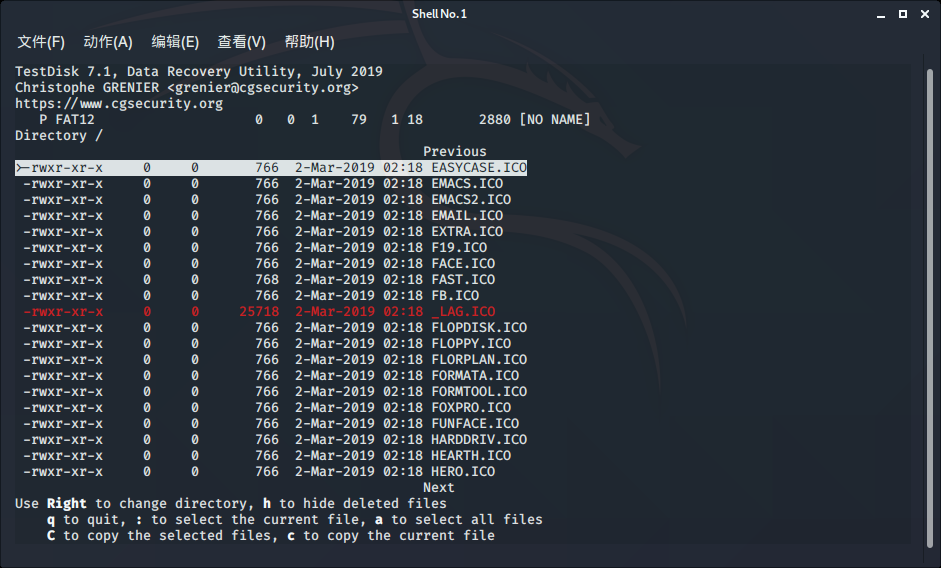 Shell No. 1
文件(F) 动作(A) 编辑(E) 查看(V) 帮助(H)
TestDisk 7.1, Data Recovery Utility, July 2019
Christophe GRENIER <grenier@cgsecurity.org>
https://www.cgsecurity.org
P FAT12 0 0 1 79 1 18 2880 [NO NAME]
Directory /
Previous
>-rwxr-xr-x 0 0 766 2-Mar-2019 02:18 EASYCASE.ICO
-rwxr-xr-x 0 0 766 2-Mar-2019 02:18 EMACS.ICO
-rwxr-xr-x 0 0 766 2-Mar-2019 02:18 EMACS2.ICO
-rwxr-xr-x 0 0 766 2-Mar-2019 02:18 EMAIL.ICO
-rwxr-xr-x 0 0 766 2-Mar-2019 02:18 EXTRA.ICO
-rwxr-xr-x 0 0 766 2-Mar-2019 02:18 F19.ICO
-rwxr-xr-x 0 0 766 2-Mar-2019 02:18 FACE.ICO
-rwxr-xr-x 0 0 768 2-Mar-2019 02:18 FAST.ICO
-rwxr-xr-x 0 0 766 2-Mar-2019 02:18 FB.ICO
-rwxr-xr-x 0 0 25718 2-Mar-2019 02:18 _LAG.ICO
-rwxr-xr-x 0 0 766 2-Mar-2019 02:18 FLOPDISK.ICO
-rwxr-xr-x 0 0 766 2-Mar-2019 02:18 FLOPPY.ICO
-rwxr-xr-x 0 0 766 2-Mar-2019 02:18 FLORPLAN.ICO
-rwxr-xr-x 0 0 766 2-Mar-2019 02:18 FORMATA.ICO
-rwxr-xr-x 0 0 766 2-Mar-2019 02:18 FORMTOOL.ICO
-rwxr-xr-x 0 0 766 2-Mar-2019 02:18 FOXPRO.ICO
-rwxr-xr-x 0 0 766 2-Mar-2019 02:18 FUNFACE.ICO
-rwxr-xr-x 0 0 766 2-Mar-2019 02:18 HARDDRIV.ICO
-rwxr-xr-x 0 0 766 2-Mar-2019 02:18 HEARTH.ICO
-rwxr-xr-x 0 0 766 2-Mar-2019 02:18 HERO.ICO
Next
Use Right to change directory, h to hide deleted files
q to quit, : to select the current file, a to select all files
C to copy the selected files, c to copy the current file